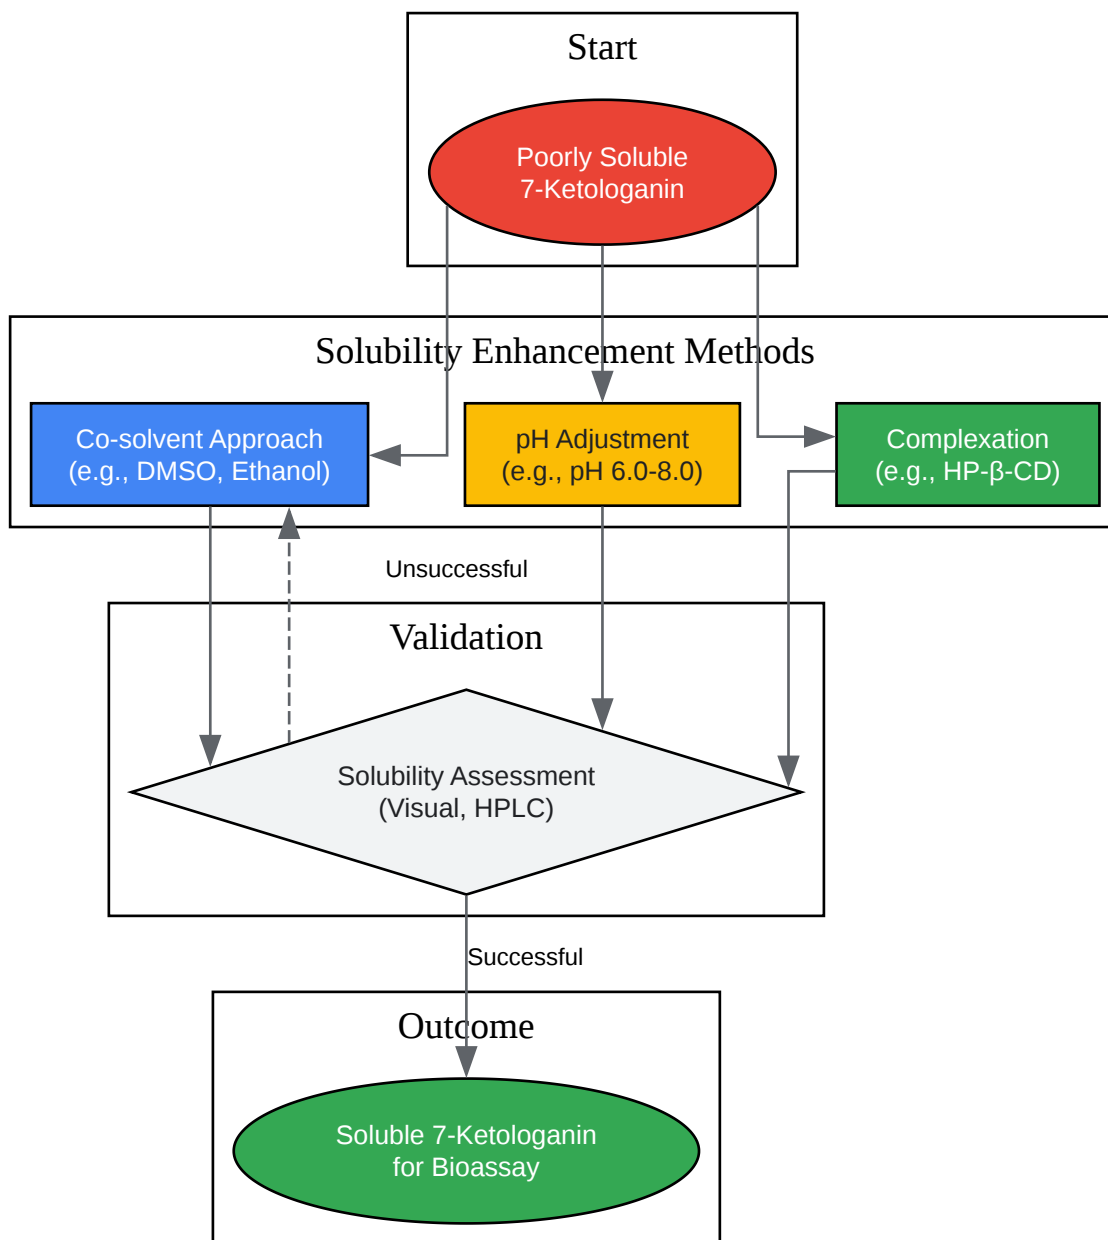 Start
Poorly Soluble
7-Ketologanin
Solubility Enhancement Methods
Co-solvent Approach
(e.g., DMSO, Ethanol)
pH Adjustment
(e.g., pH 6.0-8.0)
Complexation
(e.g., HP-β-CD)
Unsuccessful
Validation
Solubility Assessment
(Visual, HPLC)
Successful
Outcome
Soluble 7-Ketologanin
for Bioassay